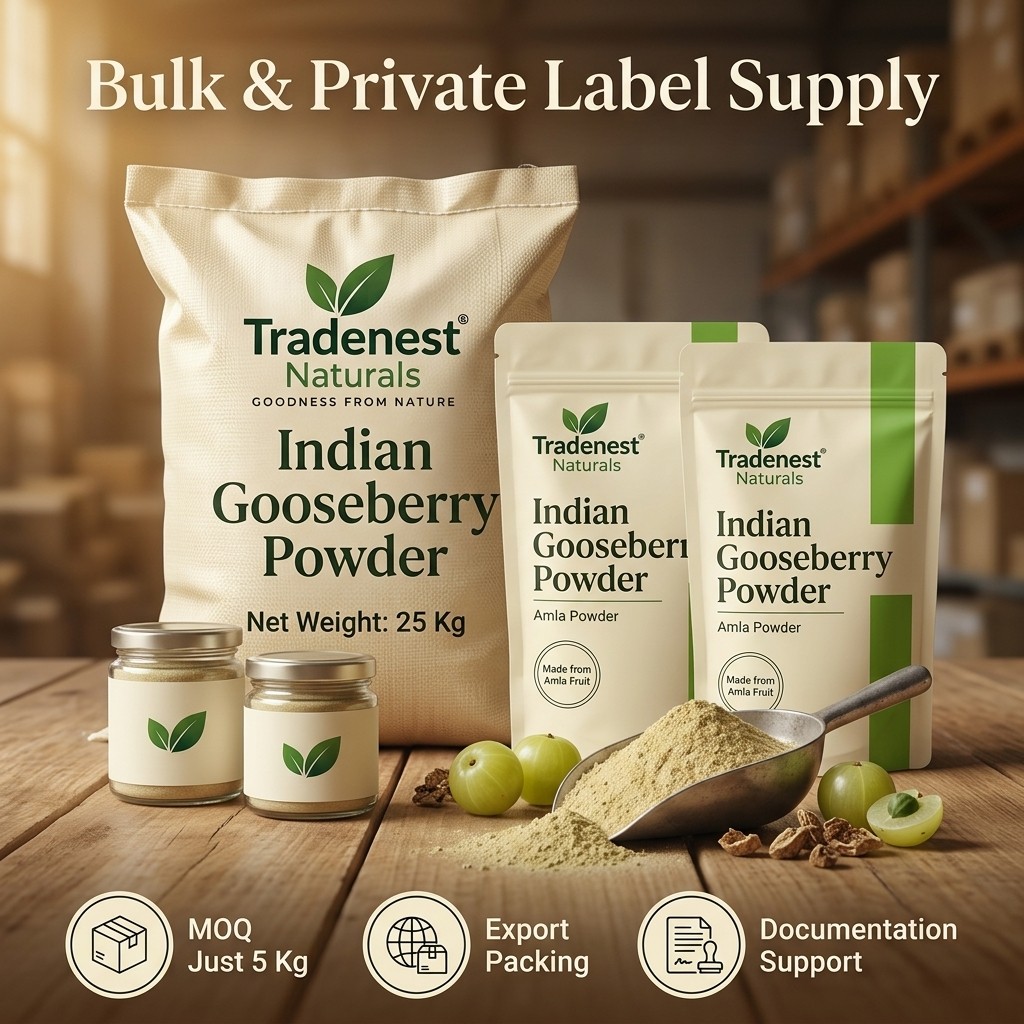 Bulk & Private Label Supply
Tradenest®
Naturals
GOODNESS FROM NATURE
Indian
Gooseberry
Powder
Net Weight: 25 Kg
Tradenest®
Naturals
Indian
Gooseberr
Powder
Amla Powder
Made from
Amla Fruit
Tradenest®
Naturals
Indian
Gooseberry
Powder
Amla Powder
Made from
Amla Fruit
MOQ
Just 5 Kg
Export
Packing
Documentation
Support